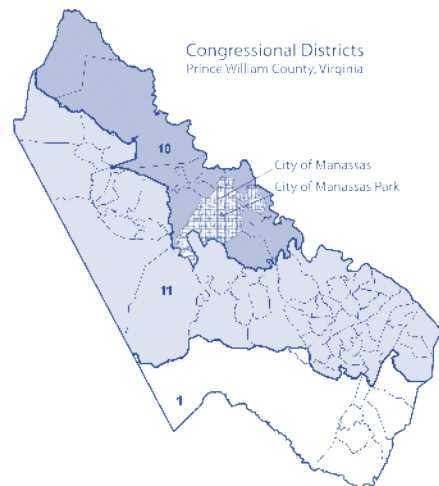 Congressional Districts
Prince William County, Virginia
10
City of Manassas
City of Manassas Park
11
1